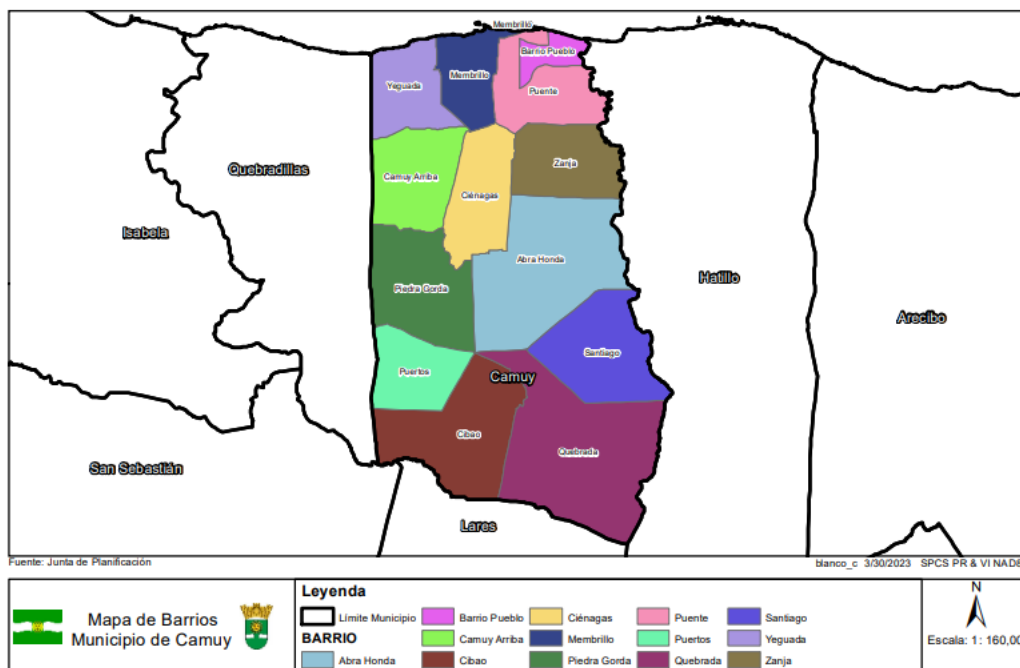 Membrillo
Barrio Pueblo
Yeguada
Membrillo
Puente
Quebradillas
Camuy Arriba
Zanja
Ciénagas
Isabela
Abra Honda
Hatillo
Piedra Gorda
Arecibo
Santiago
Puertos
Camuy
Cibao
Quebrada
San Sebastián
Lares
Fuente: Junta de Planificación
blanco_c 3/30/2023 SPCS PR & VI NAD8
Mapa de Barrios
Municipio de Camuy
Leyenda
Límite Municipio
BARRIO
Abra Honda
Barrio Pueblo
Camuy Arriba
Cibao
Ciénagas
Membrillo
Piedra Gorda
Puente
Puertos
Quebrada
Santiago
Yeguada
Zanja
N
Escala: 1: 160,00